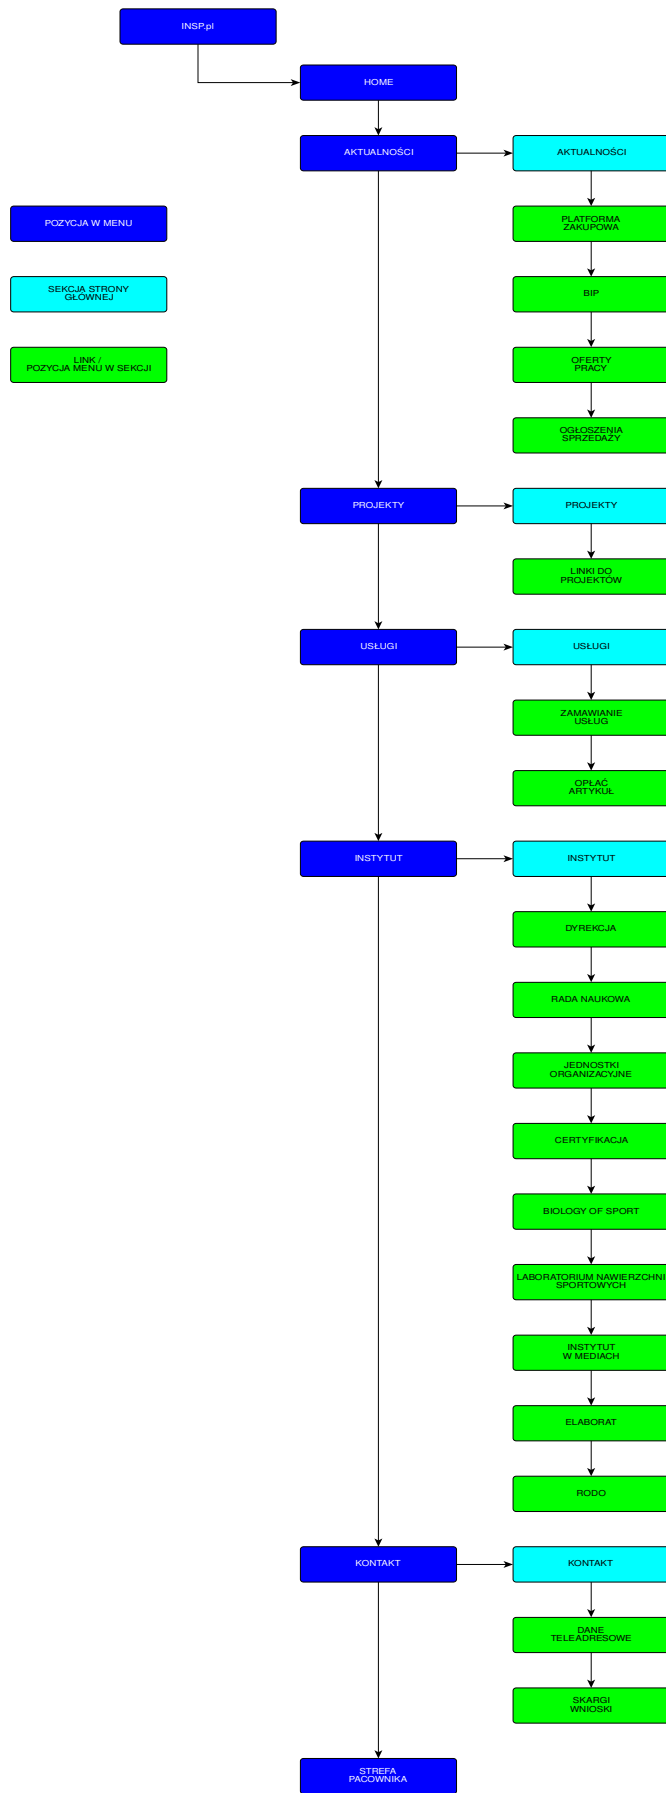 INSP.pl
HOME
AKTUALNOŚCI
AKTUALNOŚCI
POZYCJA W MENU
PLATFORMA
ZAKUPOWA
SEKCJA STRONY
GŁÓWNEJ
BIP
LINK /
POZYCJA MENU W SEKCJI
OFERTY
PRACY
OGŁOSZENIA
SPRZEDAŻY
PROJEKTY
PROJEKTY
LINKI DO
PROJEKTÓW
USŁUGI
USŁUGI
ZAMAWIANIE
USŁUG
OPŁAĆ
ARTYKUŁ
INSTYTUT
INSTYTUT
DYREKCJA
RADA NAUKOWA
JEDNOSTKI
ORGANIZACYJNE
CERTYFIKACJA
BIOLOGY OF SPORT
LABORATORIUM NAWIERZCHNI
SPORTOWYCH
INSTYTUT
W MEDIACH
ELABORAT
RODO
KONTAKT
KONTAKT
DANE
TELEADRESOWE
SKARGI
WNIOSKI
STREFA
PACOWNIKA